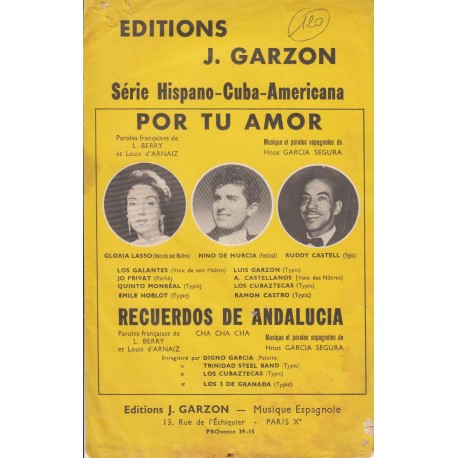 EDITIONS
120
J. GARZON
Série Hispano-Cuba-Americana
POR TU AMOR
Paroles françaises de
L. BERRY
et Louis d'ARNAIZ
Musique et paroles espagnoles de
Hnos GARCIA SEGURA
GLORIA LASSO (Voix de son Maître)
NINO DE MURCIA (Festival)
RUDDY CASTELL (Typic)
LOS GALANTES (Voix de son Maître)
LUIS GARZON (Typic)
JO PRIVAT (Pathé)
A. CASTELLANOS (Voix des Nôtres)
QUINTO MONRÉAL (Typic)
LOS CUBAZTECAS (Typic)
EMILE NOBLOT (Typic)
RAMON CASTRO (Typic)
RECUERDOS DE ANDALUCIA
Paroles françaises de
L. BERRY
et Louis d'ARNAIZ
CHA CHA CHA
Musique et paroles espagnoles de
Hnos GARCIA SEGURA
Enregistré par DIGNO GARCIA (Palette)
« TRINIDAD STEEL BAND (Typic)
« LOS CUBAZTECAS (Typic)
« LOS 3 DE GRANADA (Typic)
Editions J. GARZON — Musique Espagnole
13, Rue de l'Échiquier - PARIS Xe
PROvence 39-15